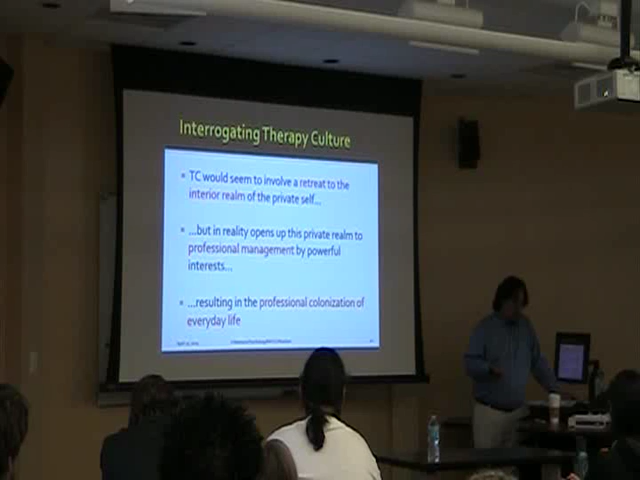 Interrogating Therapy Culture
TC would seem to involve a retreat to the
interior realm of the private self...
...but in reality opens up this private realm to
professional management by powerful
interests...
...resulting in the professional colonization of
everyday life